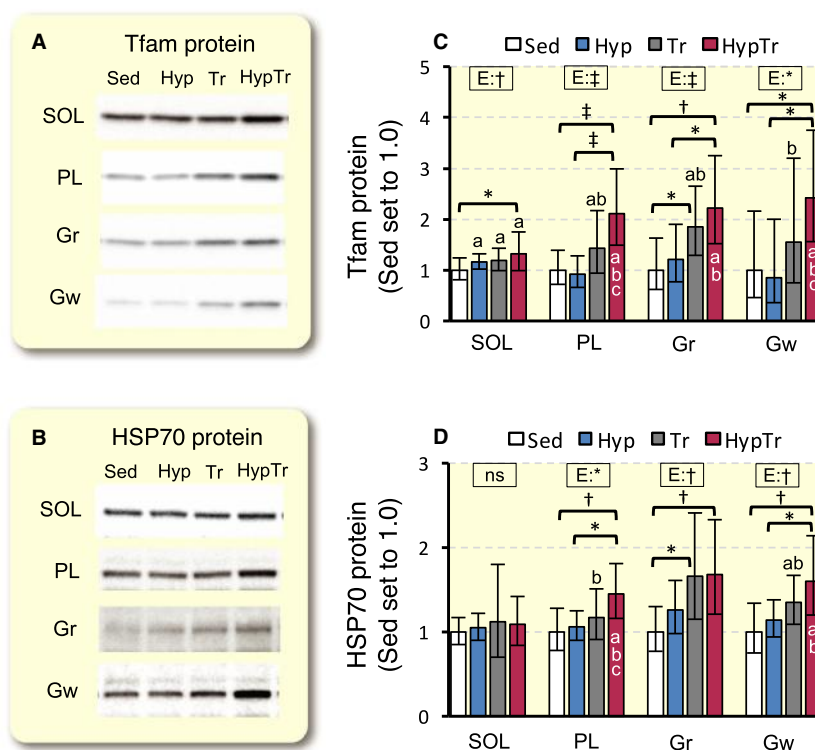 A
Tfam protein
Sed Hyp Tr HypTr
SOL
PL
Gr
Gw
C
Sed Hyp Tr HypTr
Tfam protein
(Sed set to 1.0)
5
4
3
2
1
0
E:† E:‡ E:‡ E:*
* ‡ ‡ † * * * *
a a a ab ab b
a
b
c
a
b
a
b
c
SOL PL Gr Gw
B
HSP70 protein
Sed Hyp Tr HypTr
SOL
PL
Gr
Gw
D
Sed Hyp Tr HypTr
HSP70 protein
(Sed set to 1.0)
3
2
1
0
ns E:* E:† E:†
† * † * † *
b ab
a
b
c
a
b
SOL PL Gr Gw